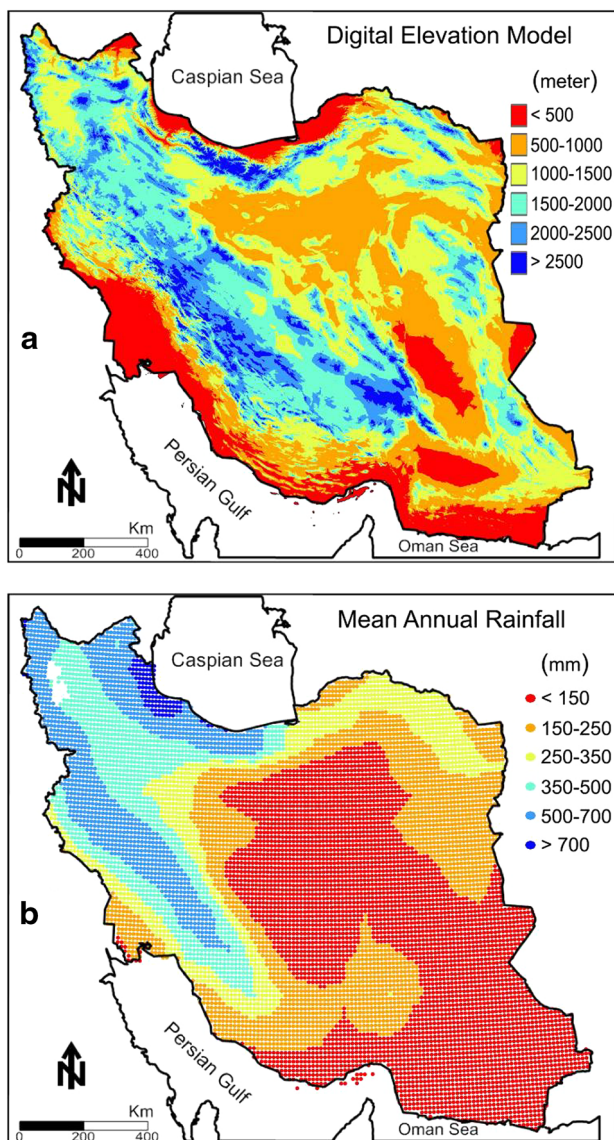 Digital Elevation Model
Caspian Sea
(meter)
< 500
500-1000
1000-1500
1500-2000
2000-2500
> 2500
a
Persian Gulf
N
Km
0 200 400
Oman Sea
Mean Annual Rainfall
Caspian Sea
(mm)
< 150
150-250
250-350
350-500
500-700
> 700
b
Persian Gulf
N
Km
0 200 400
Oman Sea